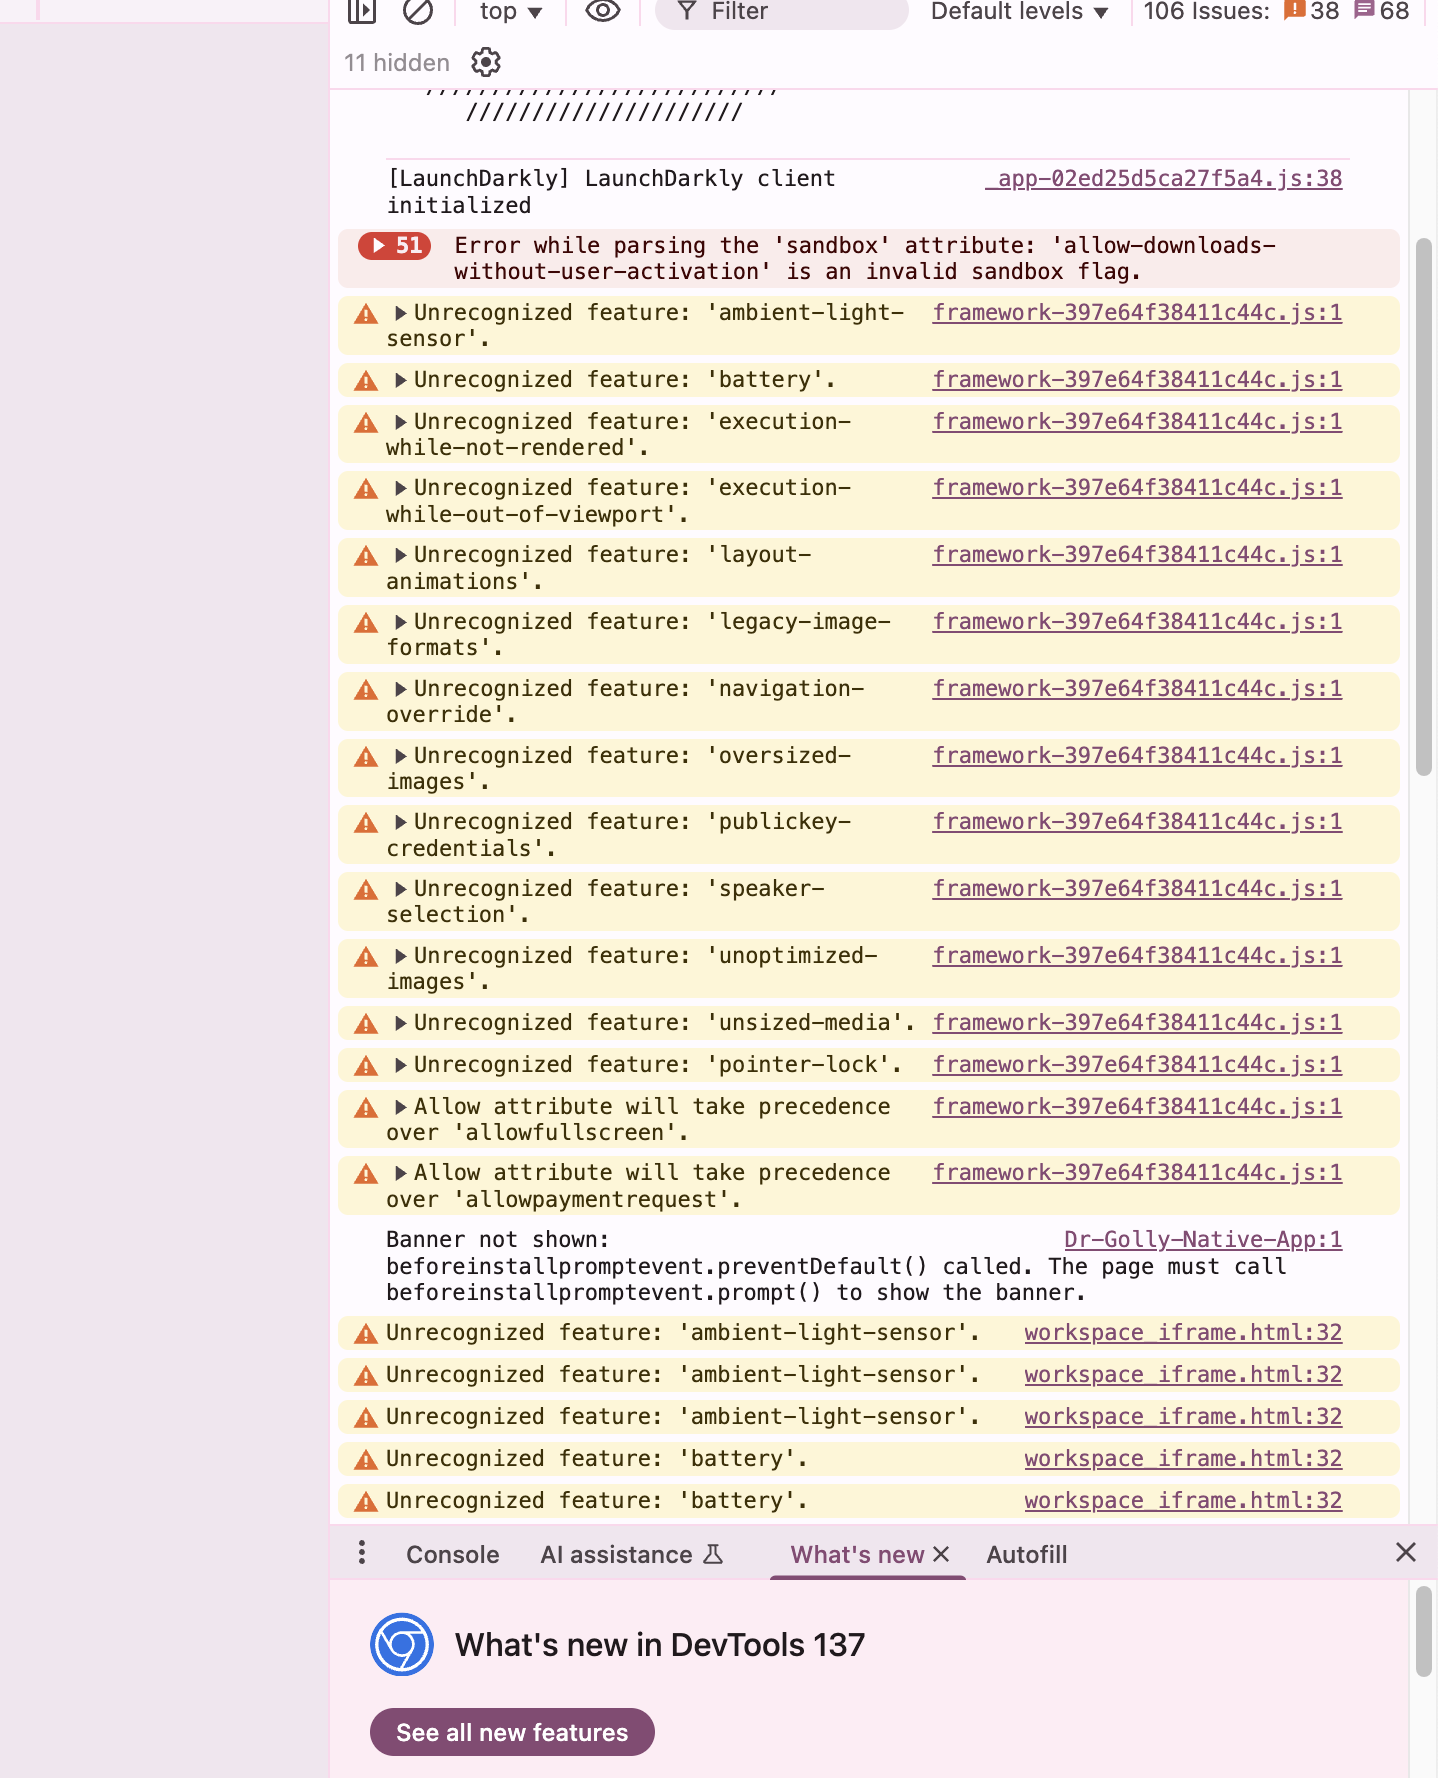 top ▼ Filter Default levels ▼ 106 Issues: 38 68
11 hidden
///////////////////////////
/////////////////////
[LaunchDarkly] LaunchDarkly client _app-02ed25d5ca27f5a4.js:38
initialized
51 Error while parsing the 'sandbox' attribute: 'allow-downloads-
without-user-activation' is an invalid sandbox flag.
Unrecognized feature: 'ambient-light- framework-397e64f38411c44c.js:1
sensor'.
Unrecognized feature: 'battery'. framework-397e64f38411c44c.js:1
Unrecognized feature: 'execution- framework-397e64f38411c44c.js:1
while-not-rendered'.
Unrecognized feature: 'execution- framework-397e64f38411c44c.js:1
while-out-of-viewport'.
Unrecognized feature: 'layout- framework-397e64f38411c44c.js:1
animations'.
Unrecognized feature: 'legacy-image- framework-397e64f38411c44c.js:1
formats'.
Unrecognized feature: 'navigation- framework-397e64f38411c44c.js:1
override'.
Unrecognized feature: 'oversized- framework-397e64f38411c44c.js:1
images'.
Unrecognized feature: 'publickey- framework-397e64f38411c44c.js:1
credentials'.
Unrecognized feature: 'speaker- framework-397e64f38411c44c.js:1
selection'.
Unrecognized feature: 'unoptimized- framework-397e64f38411c44c.js:1
images'.
Unrecognized feature: 'unsized-media'. framework-397e64f38411c44c.js:1
Unrecognized feature: 'pointer-lock'. framework-397e64f38411c44c.js:1
Allow attribute will take precedence framework-397e64f38411c44c.js:1
over 'allowfullscreen'.
Allow attribute will take precedence framework-397e64f38411c44c.js:1
over 'allowpaymentrequest'.
Banner not shown: Dr-Golly-Native-App:1
beforeinstallpromptevent.preventDefault() called. The page must call
beforeinstallpromptevent.prompt() to show the banner.
Unrecognized feature: 'ambient-light-sensor'. workspace_iframe.html:32
Unrecognized feature: 'ambient-light-sensor'. workspace_iframe.html:32
Unrecognized feature: 'ambient-light-sensor'. workspace_iframe.html:32
Unrecognized feature: 'battery'. workspace_iframe.html:32
Unrecognized feature: 'battery'. workspace_iframe.html:32
Console AI assistance What's new Autofill
What's new in DevTools 137
See all new features